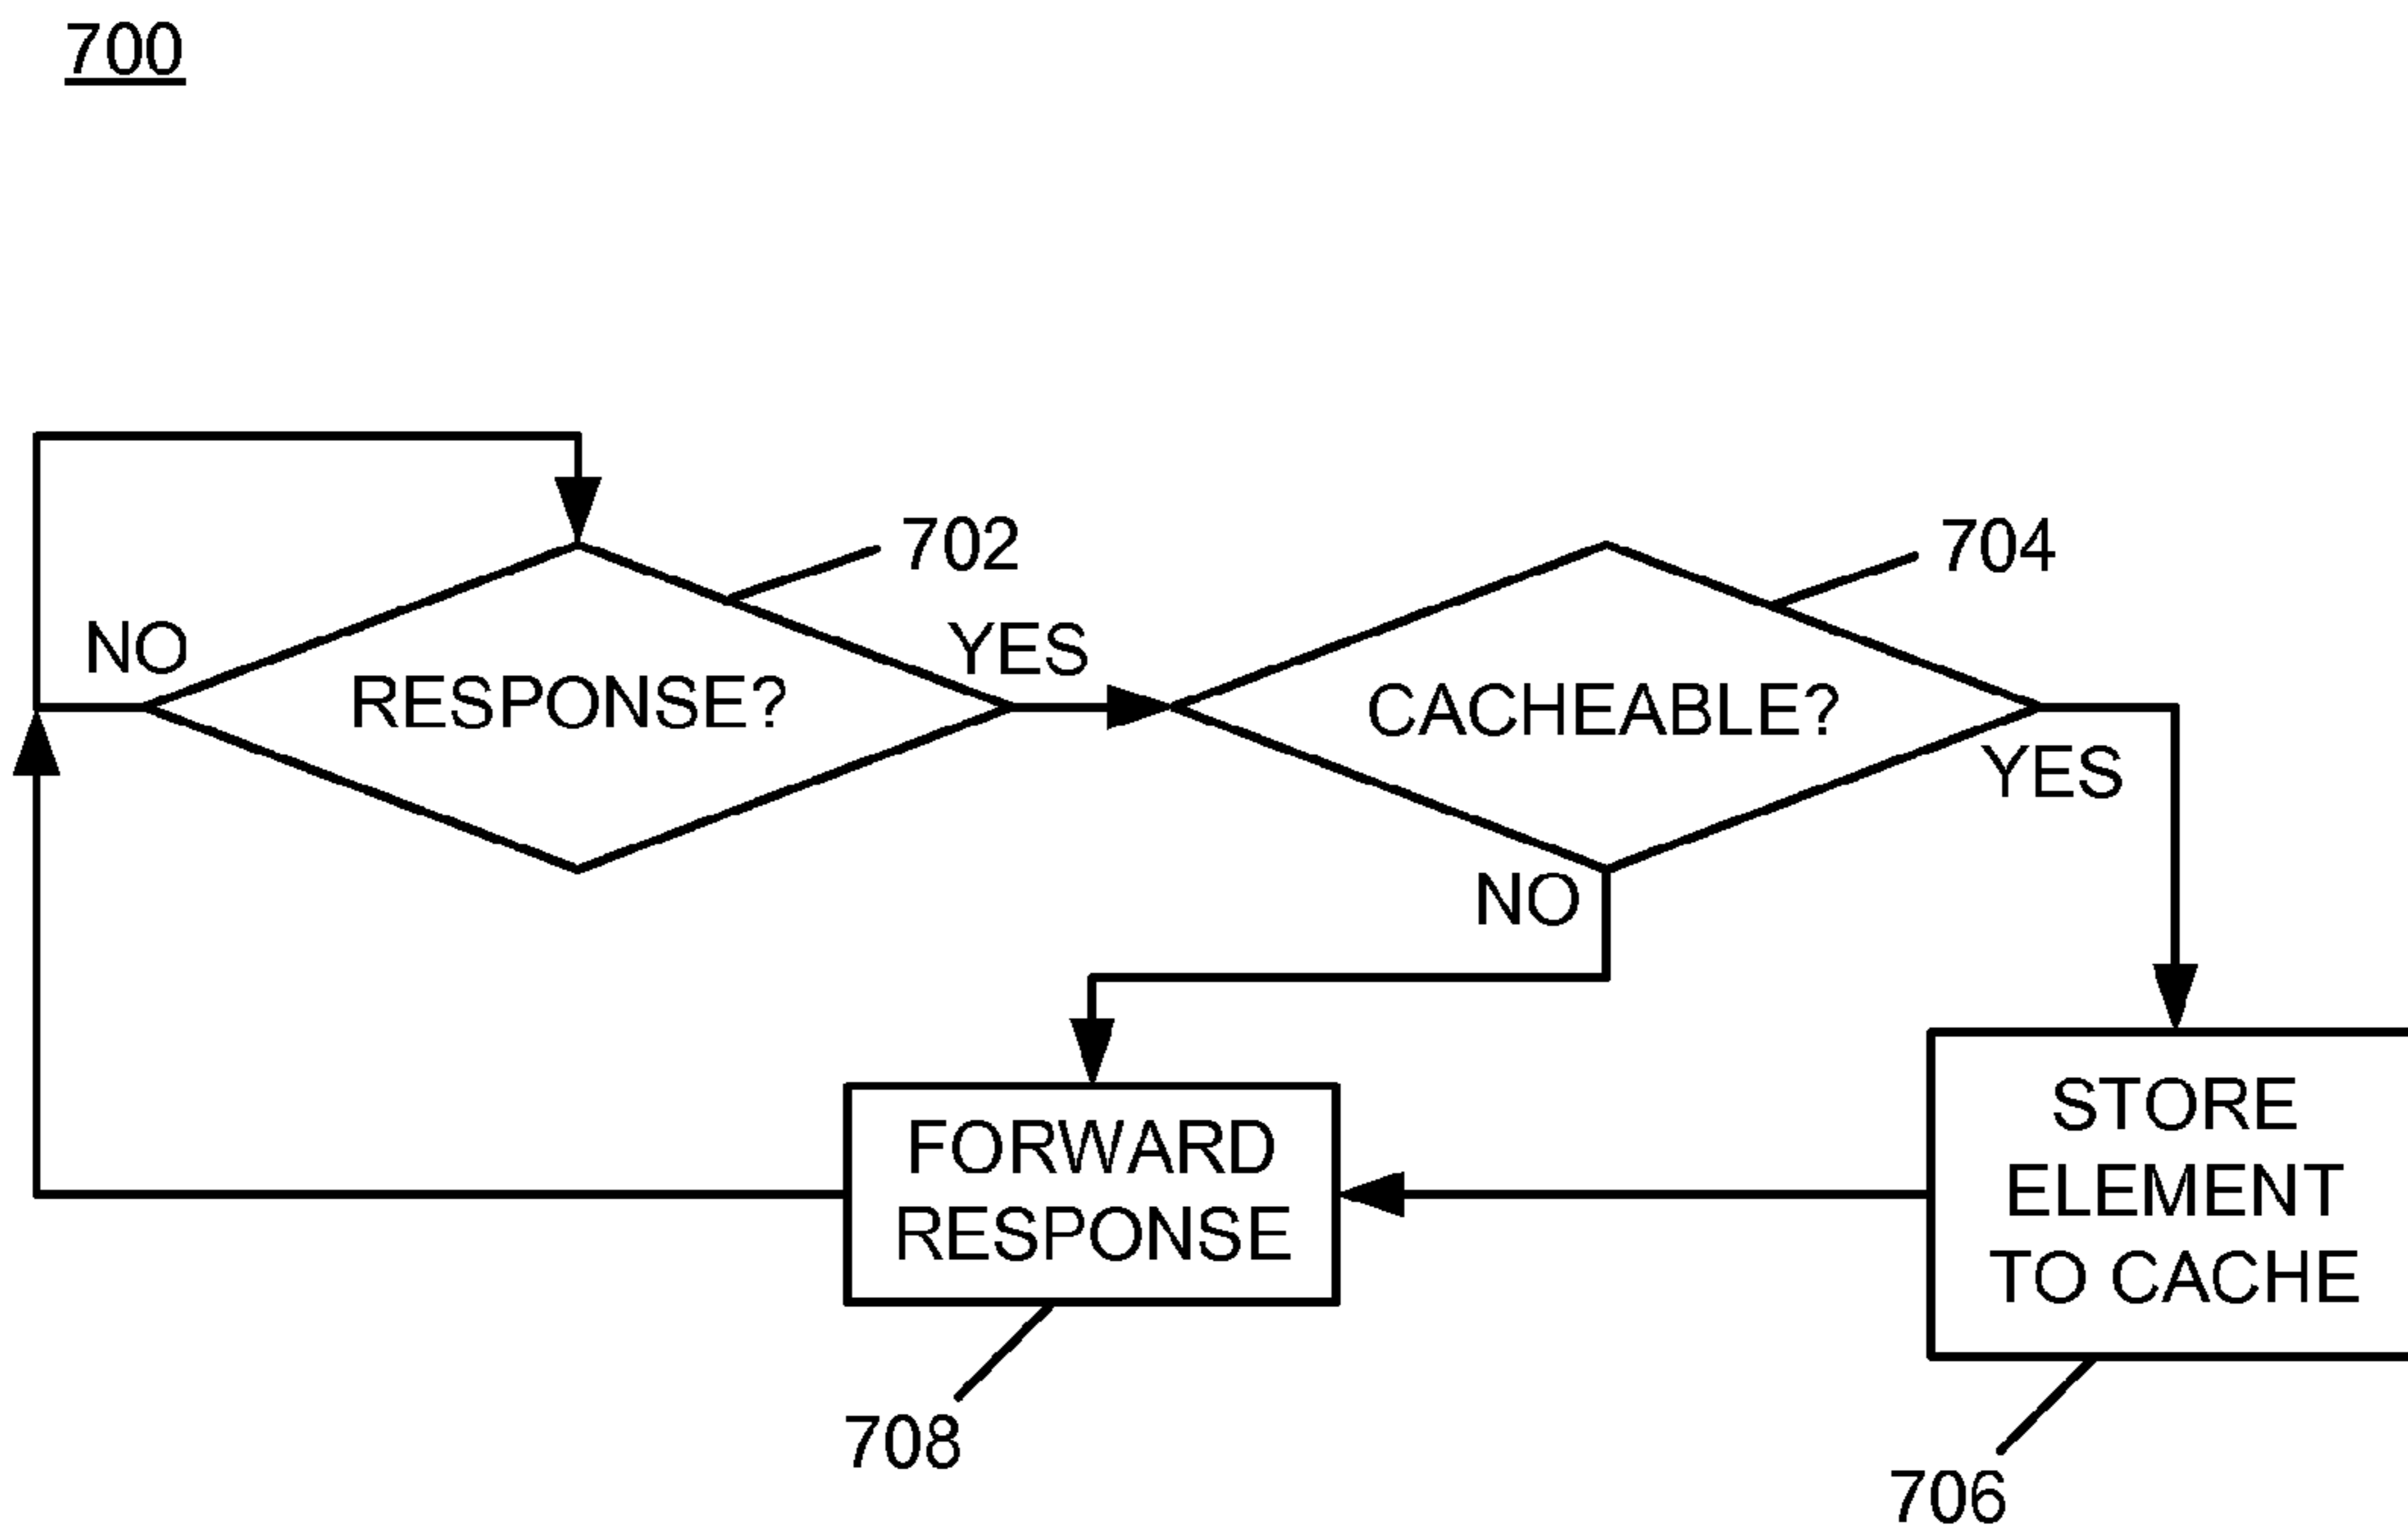 700
702
704
NO
RESPONSE?
YES
CACHEABLE?
YES
NO
FORWARD
RESPONSE
STORE
ELEMENT
TO CACHE
708
706